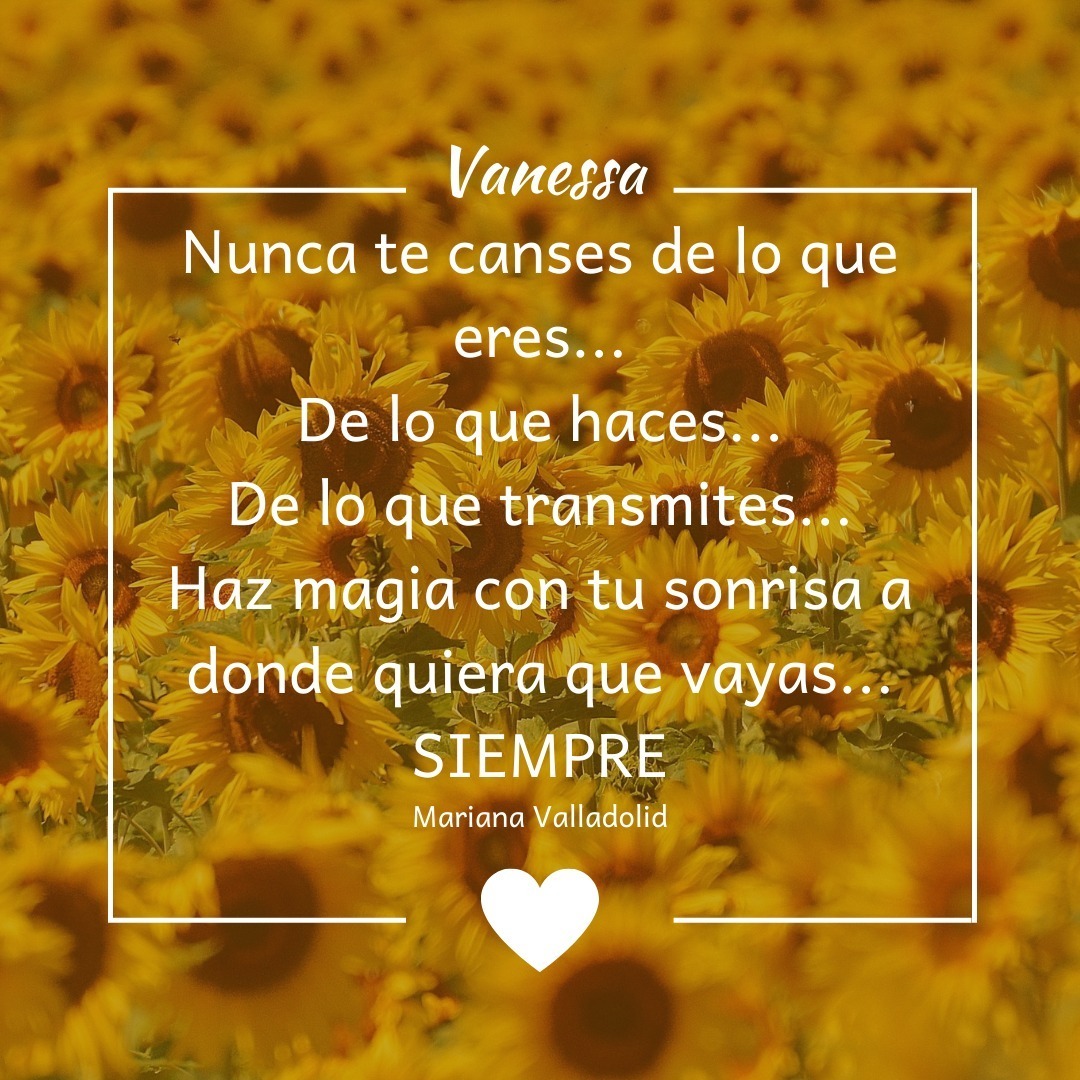 Vanessa
Nunca te canses de lo que
eres...
De lo que haces...
De lo que transmites...
Haz magia con tu sonrisa a
donde quiera que vayas...
SIEMPRE
Mariana Valladolid